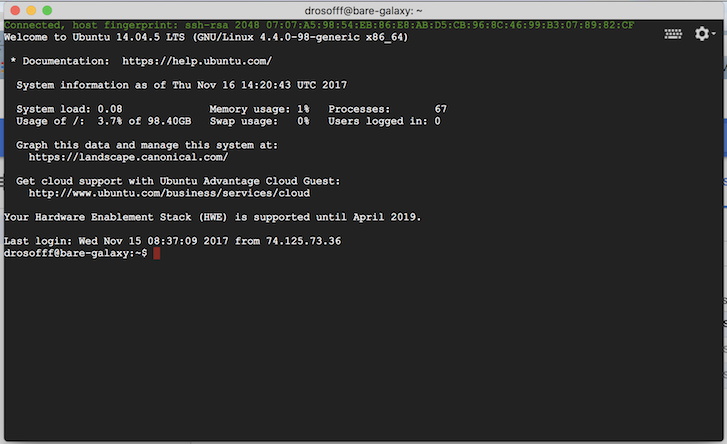 drosofff@bare-galaxy: ~
Connected, host fingerprint: ssh-rsa 2048 07:07:A5:98:54:EB:86:E8:AB:D5:CB:96:8C:46:99:B3:07:89:82:CF
Welcome to Ubuntu 14.04.5 LTS (GNU/Linux 4.4.0-98-generic x86_64)
* Documentation: https://help.ubuntu.com/
System information as of Thu Nov 16 14:20:43 UTC 2017
System load: 0.08 Memory usage: 1% Processes: 67
Usage of /: 3.7% of 98.40GB Swap usage: 0% Users logged in: 0
Graph this data and manage this system at:
https://landscape.canonical.com/
Get cloud support with Ubuntu Advantage Cloud Guest:
http://www.ubuntu.com/business/services/cloud
Your Hardware Enablement Stack (HWE) is supported until April 2019.
Last login: Wed Nov 15 08:37:09 2017 from 74.125.73.36
drosofff@bare-galaxy:~$